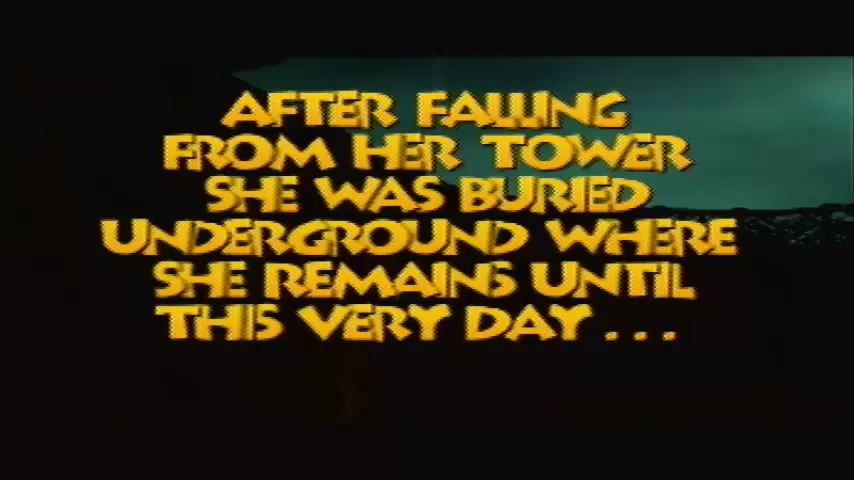 AFTER FALLING
FROM HER TOWER
SHE WAS BURIED
UNDERGROUND WHERE
SHE REMAINS UNTIL
THIS VERY DAY...